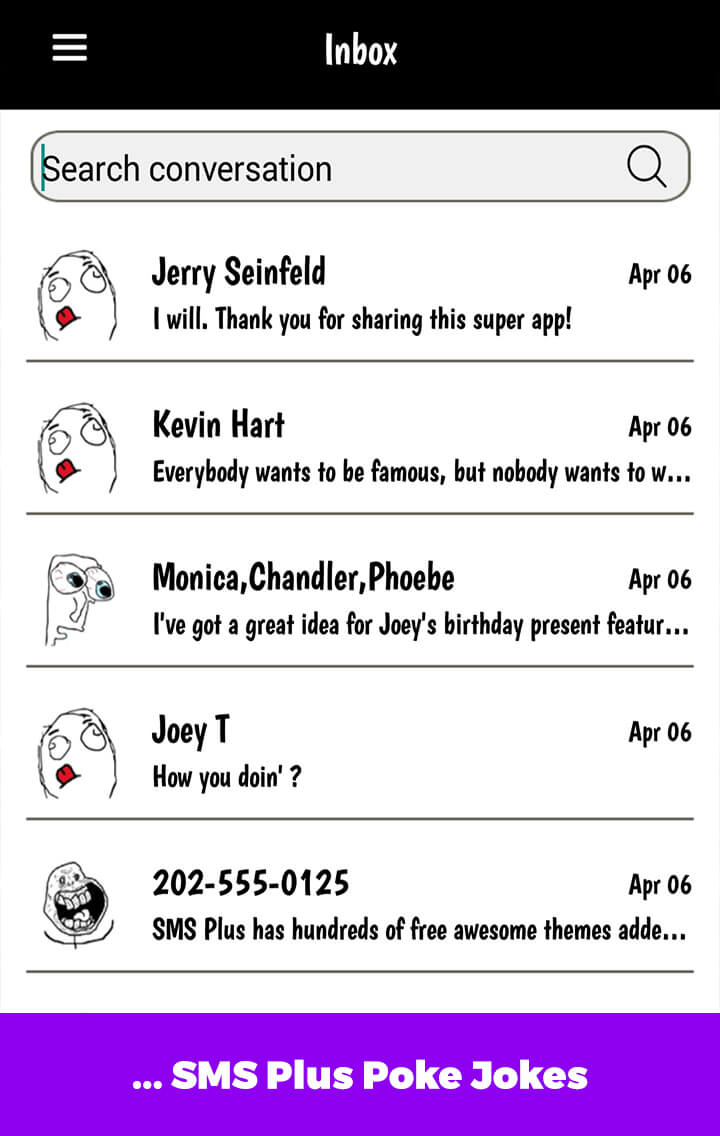 Inbox
Search conversation
Jerry Seinfeld
Apr 06
I will. Thank you for sharing this super app!
Kevin Hart
Apr 06
Everybody wants to be famous, but nobody wants to w...
Monica,Chandler,Phoebe
Apr 06
I've got a great idea for Joey's birthday present featur...
Joey T
Apr 06
How you doin' ?
202-555-0125
Apr 06
SMS Plus has hundreds of free awesome themes adde...
... SMS Plus Poke Jokes